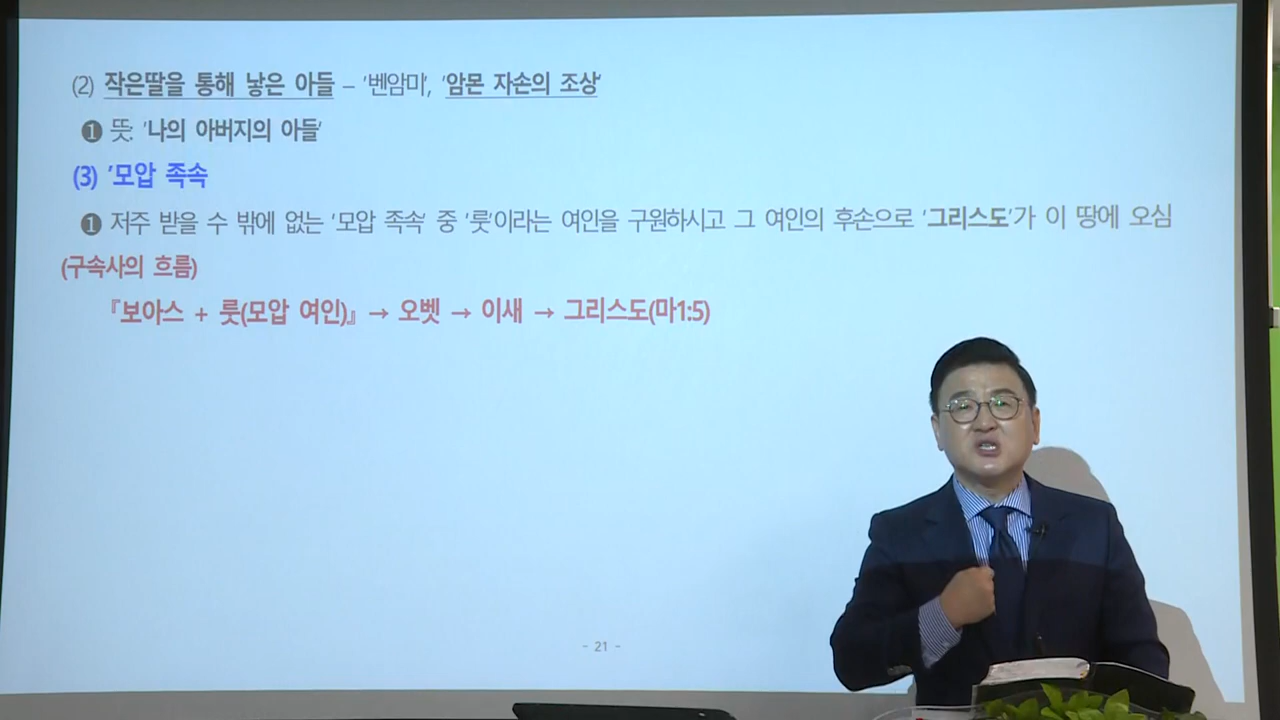 (2) 작은딸을 통해 낳은 아들 – '벤암미', '암몬 자손의 조상'
❶ 뜻: '나의 아버지의 아들'
(3) '모압 족속
❶ 저주 받을 수 밖에 없는 '모압 족속' 중 '룻'이라는 여인을 구원하시고 그 여인의 후손으로 '그리스도'가 이 땅에 오심
(구속사의 흐름)
『보아스 + 룻(모압 여인)』 → 오벳 → 이새 → 그리스도(마1:5)
- 21 -